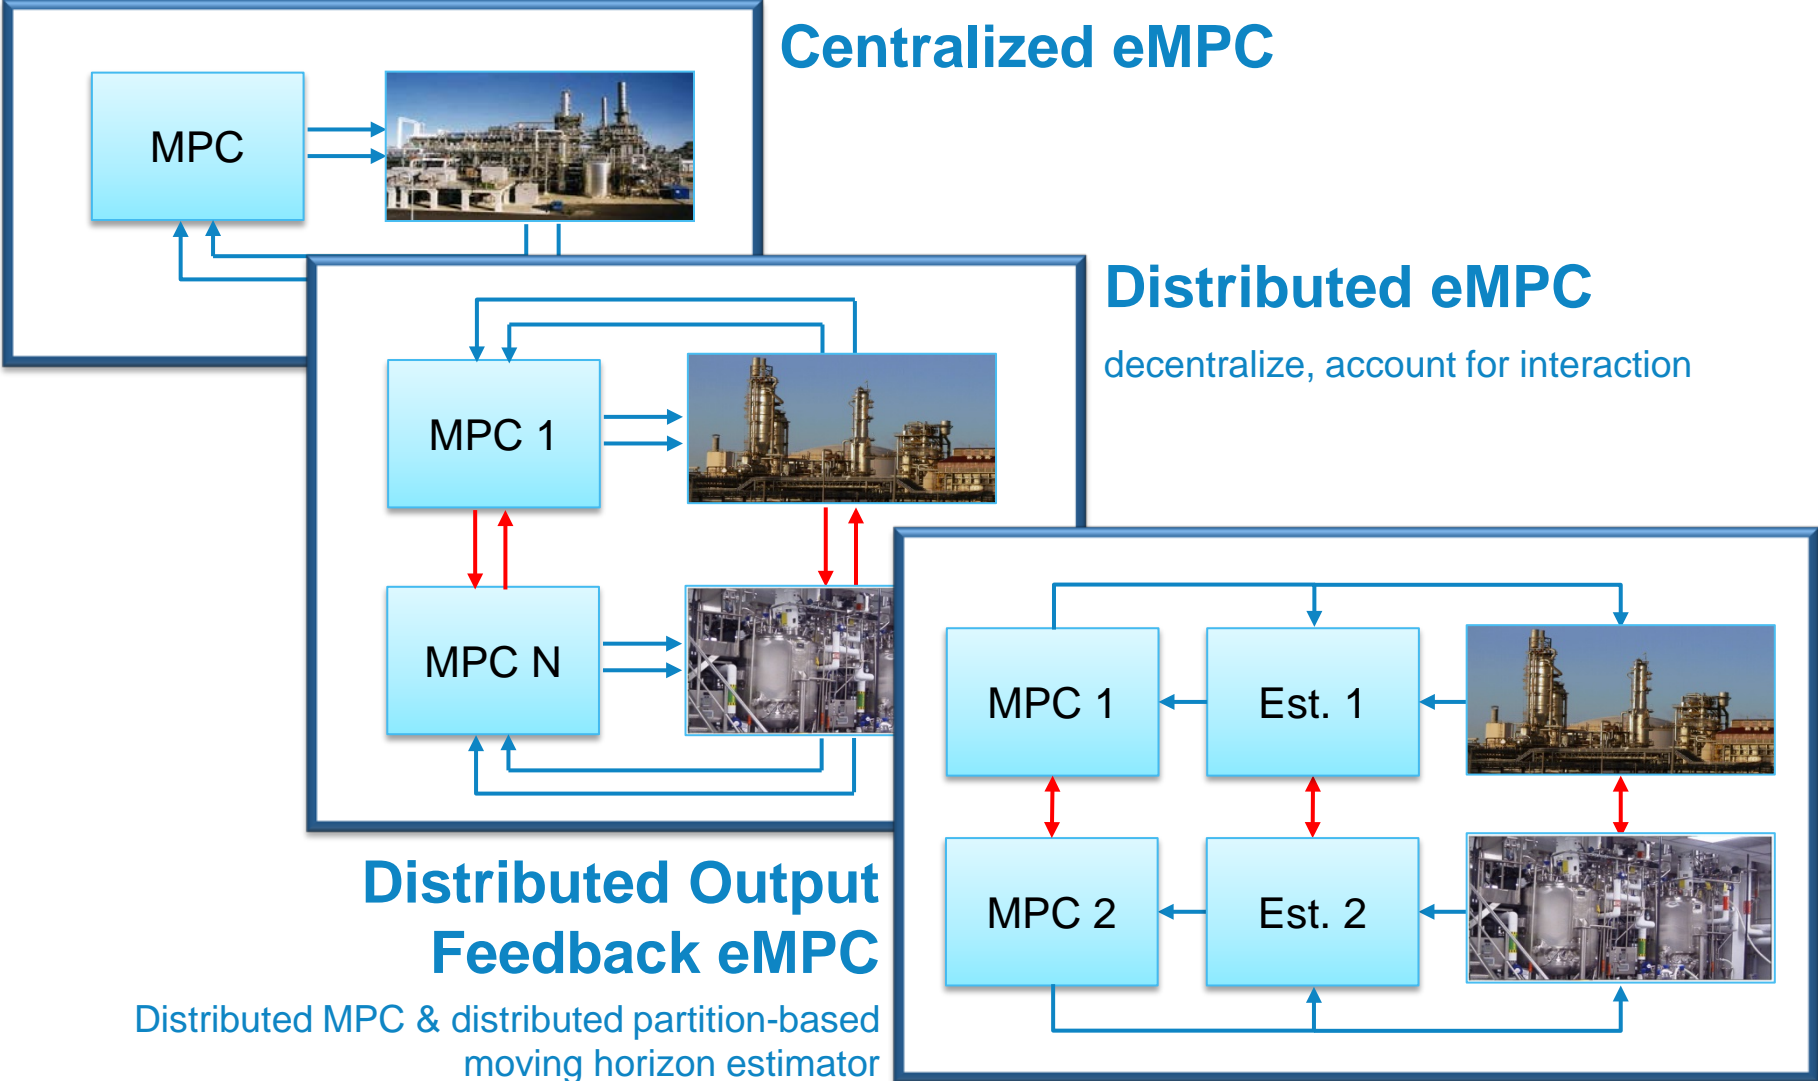 Centralized eMPC
MPC
Distributed eMPC
decentralize, account for interaction
MPC 1
MPC N
MPC 1
Est. 1
MPC 2
Est. 2
Distributed Output
Feedback eMPC
Distributed MPC & distributed partition-based
moving horizon estimator